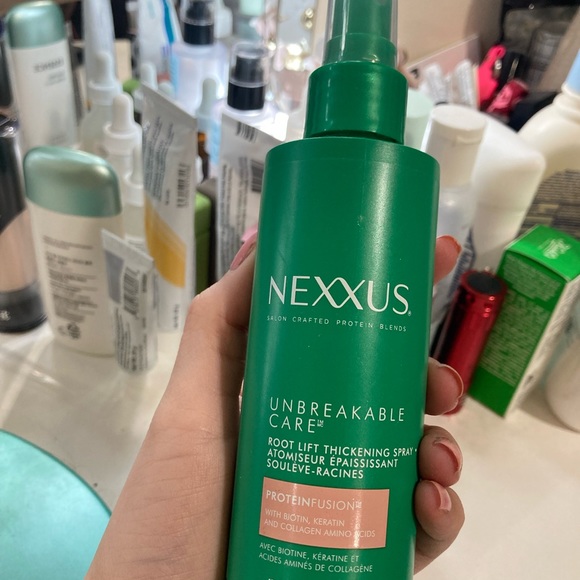 NEXXUS®
SALON CRAFTED PROTEIN BLENDS
UNBREAKABLE
CARE
ROOT LIFT THICKENING SPRAY •
ATOMISEUR ÉPAISSISSANT
SOULÈVE-RACINES
PROTEINFUSION
WITH BIOTIN, KERATIN
AND COLLAGEN AMINO ACIDS
AVEC BIOTINE, KÉRATINE ET
ACIDES AMINÉS DE COLLAGÈNE